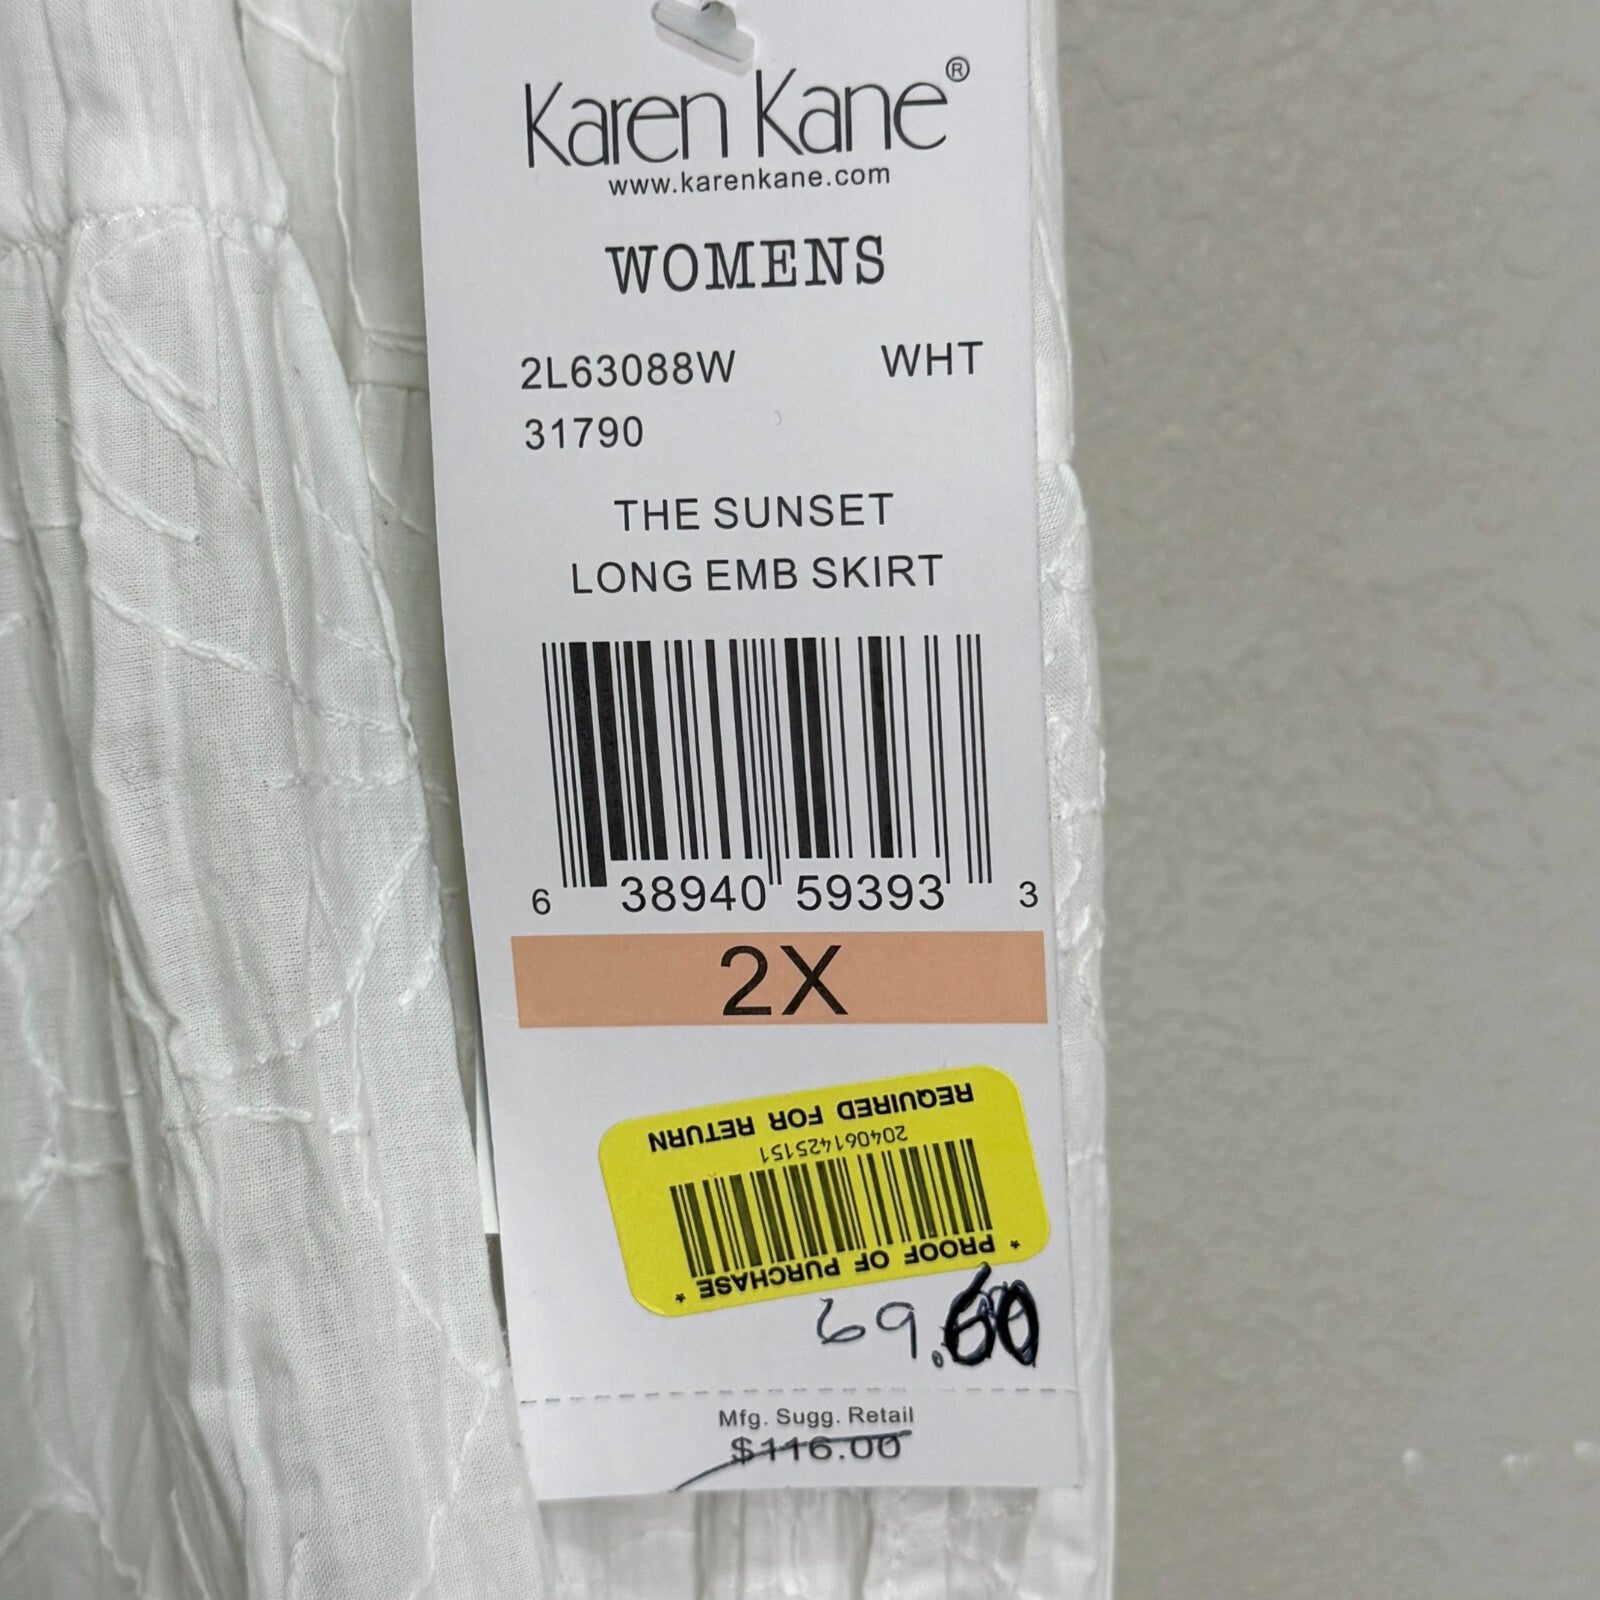 Karen Kane®
www.karenkane.com
WOMENS
2L63088W WHT
31790
THE SUNSET
LONG EMB SKIRT
6 38940 59393 3
2X
* PROOF OF PURCHASE *
204061425151
REQUIRED FOR RETURN
69.60
Mfg. Sugg. Retail
$116.00